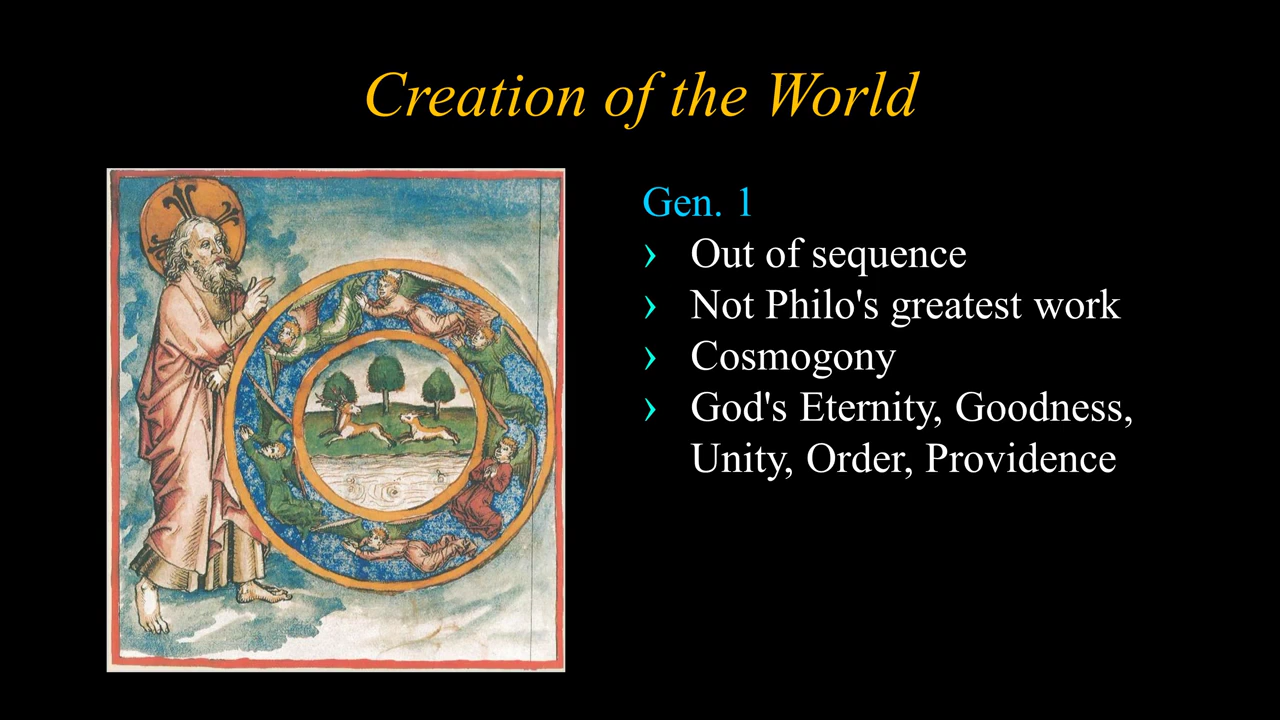 Creation of the World
Gen. 1
› Out of sequence
› Not Philo's greatest work
› Cosmogony
› God's Eternity, Goodness,
Unity, Order, Providence